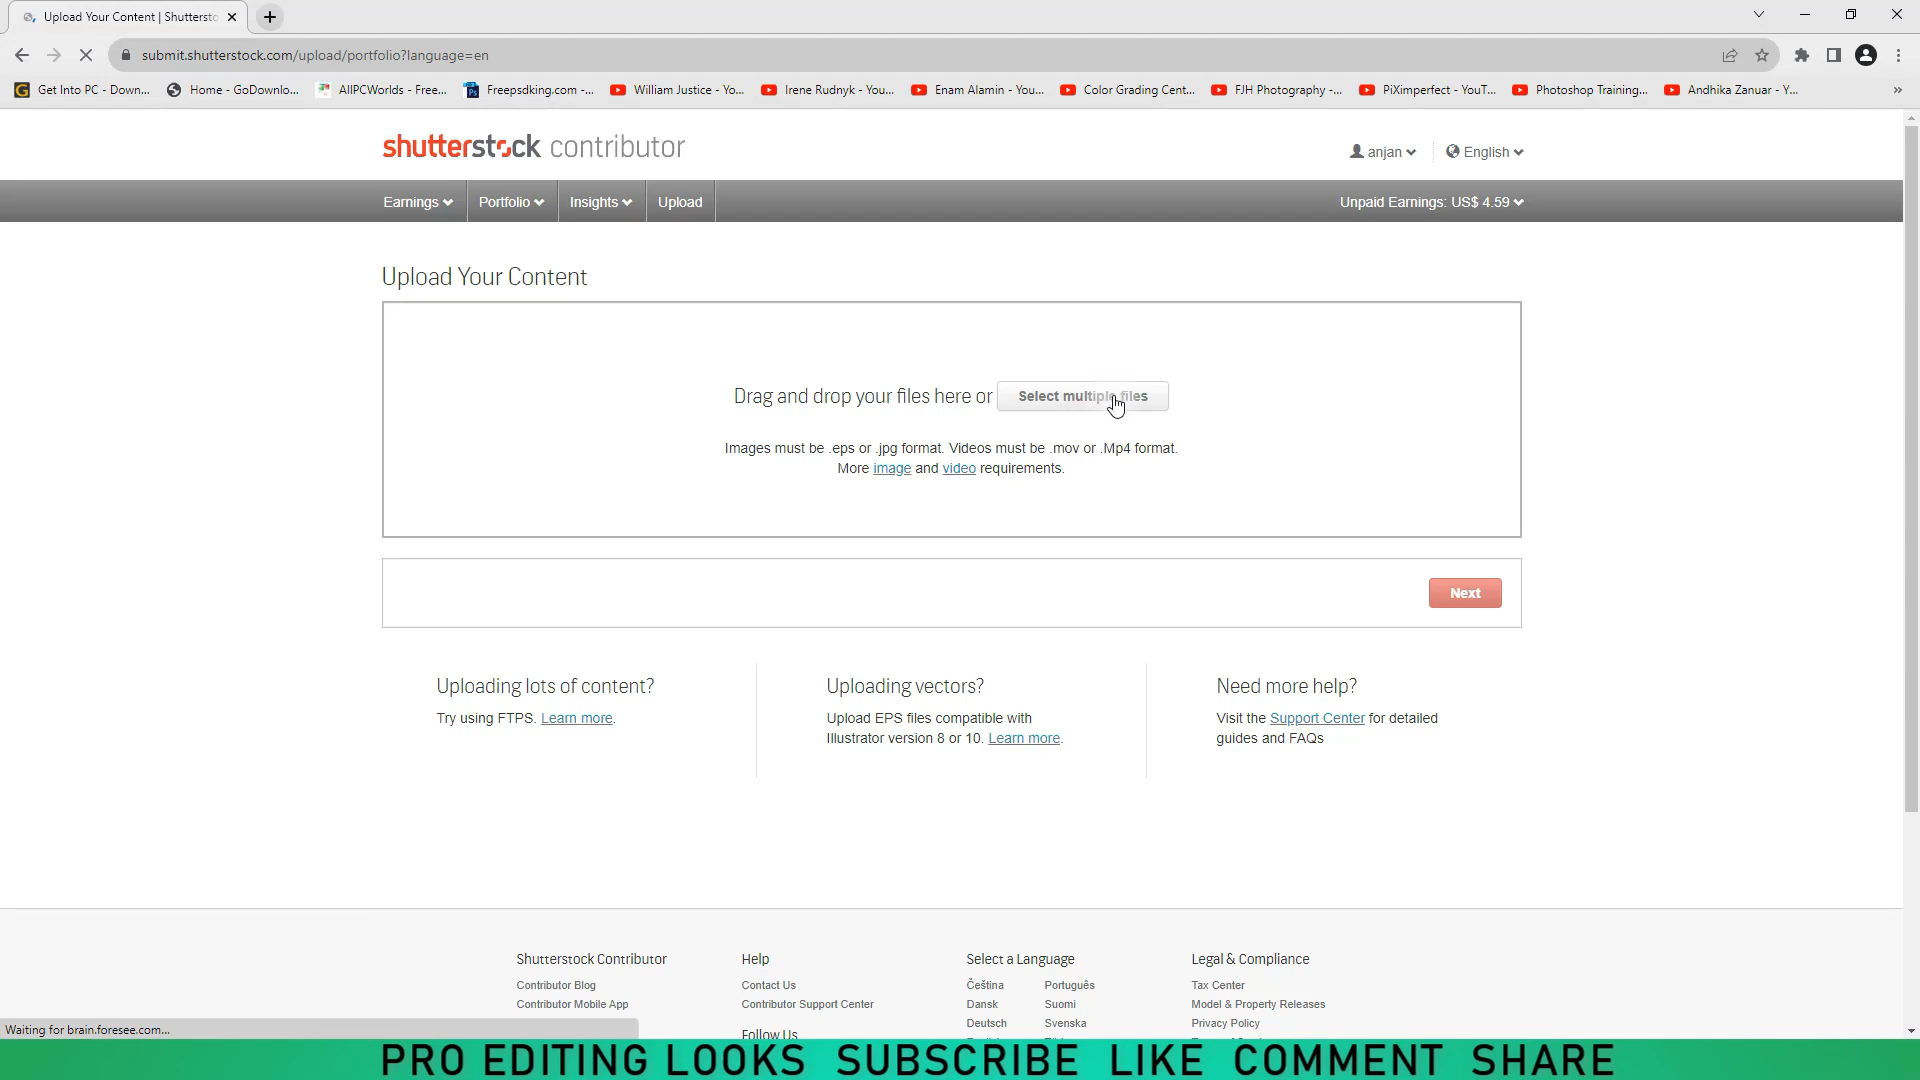 Upload Your Content | Shuttersto
submit.shutterstock.com/upload/portfolio?language=en
Get Into PC - Down... Home - GoDownlo... AllPCWorlds - Free... Freepsdking.com -... William Justice - Yo... Irene Rudnyk - You... Enam Alamin - You... Color Grading Cent... FJH Photography -... PiXimperfect - YouT... Photoshop Training... Andhika Zanuar - Y... »
shutterstock contributor
anjan English
Earnings Portfolio Insights Upload Unpaid Earnings: US$ 4.59
Upload Your Content
Drag and drop your files here or Select multiple files
Images must be .eps or .jpg format. Videos must be .mov or .Mp4 format.
More image and video requirements.
Next
Uploading lots of content?
Try using FTPS. Learn more.
Uploading vectors?
Upload EPS files compatible with
Illustrator version 8 or 10. Learn more.
Need more help?
Visit the Support Center for detailed
guides and FAQs
Shutterstock Contributor
Contributor Blog
Contributor Mobile App
Help
Contact Us
Contributor Support Center
Follow Us
Select a Language
Čeština Português
Dansk Suomi
Deutsch Svenska
Legal & Compliance
Tax Center
Model & Property Releases
Privacy Policy
Waiting for brain.foresee.com...
PRO EDITING LOOKS SUBSCRIBE LIKE COMMENT SHARE